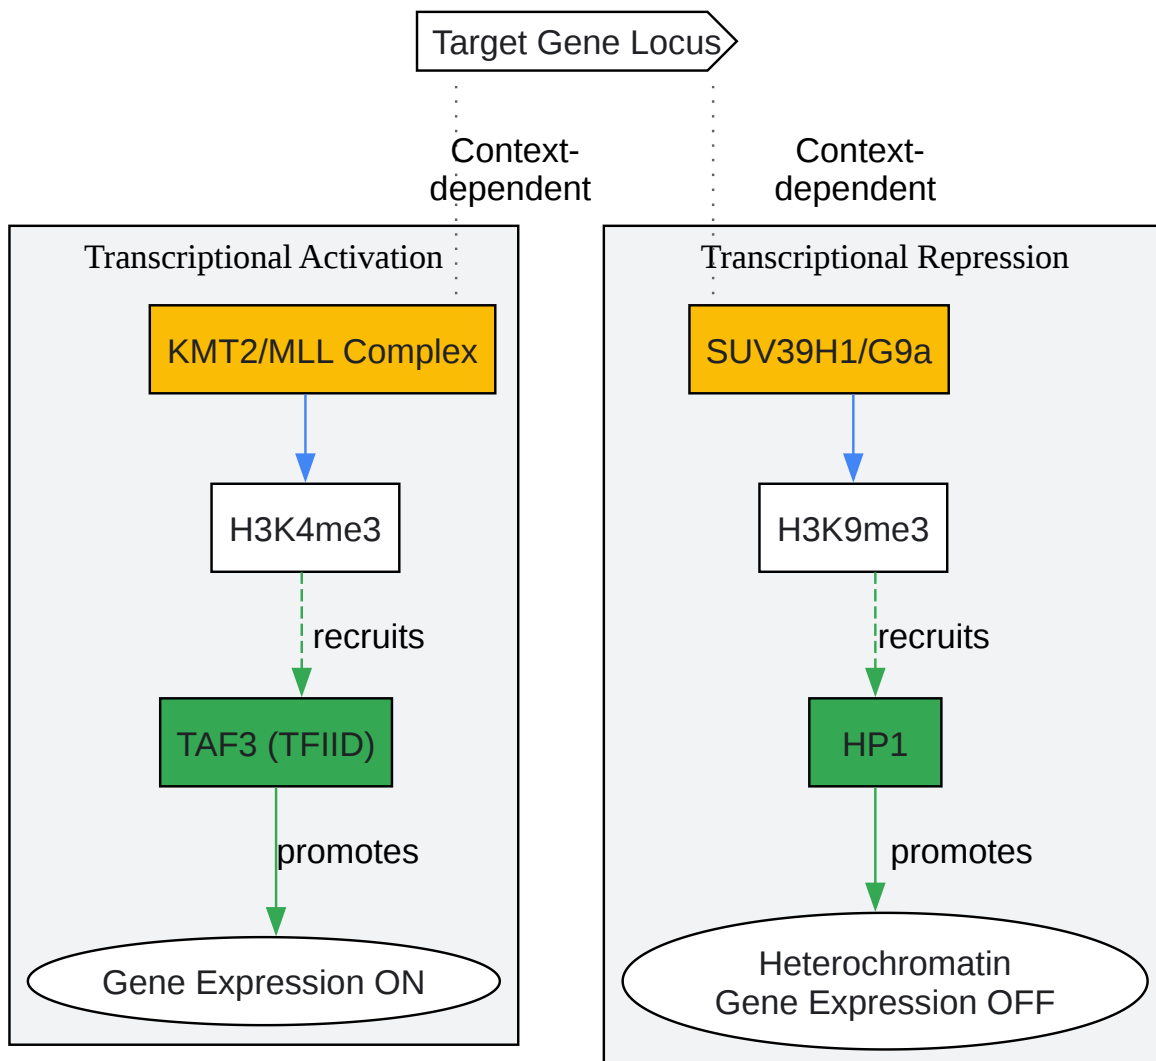 Target Gene Locus
Context-
dependent
Context-
dependent
Transcriptional Activation
KMT2/MLL Complex
H3K4me3
recruits
TAF3 (TFIID)
promotes
Gene Expression ON
Transcriptional Repression
SUV39H1/G9a
H3K9me3
recruits
HP1
promotes
Heterochromatin
Gene Expression OFF